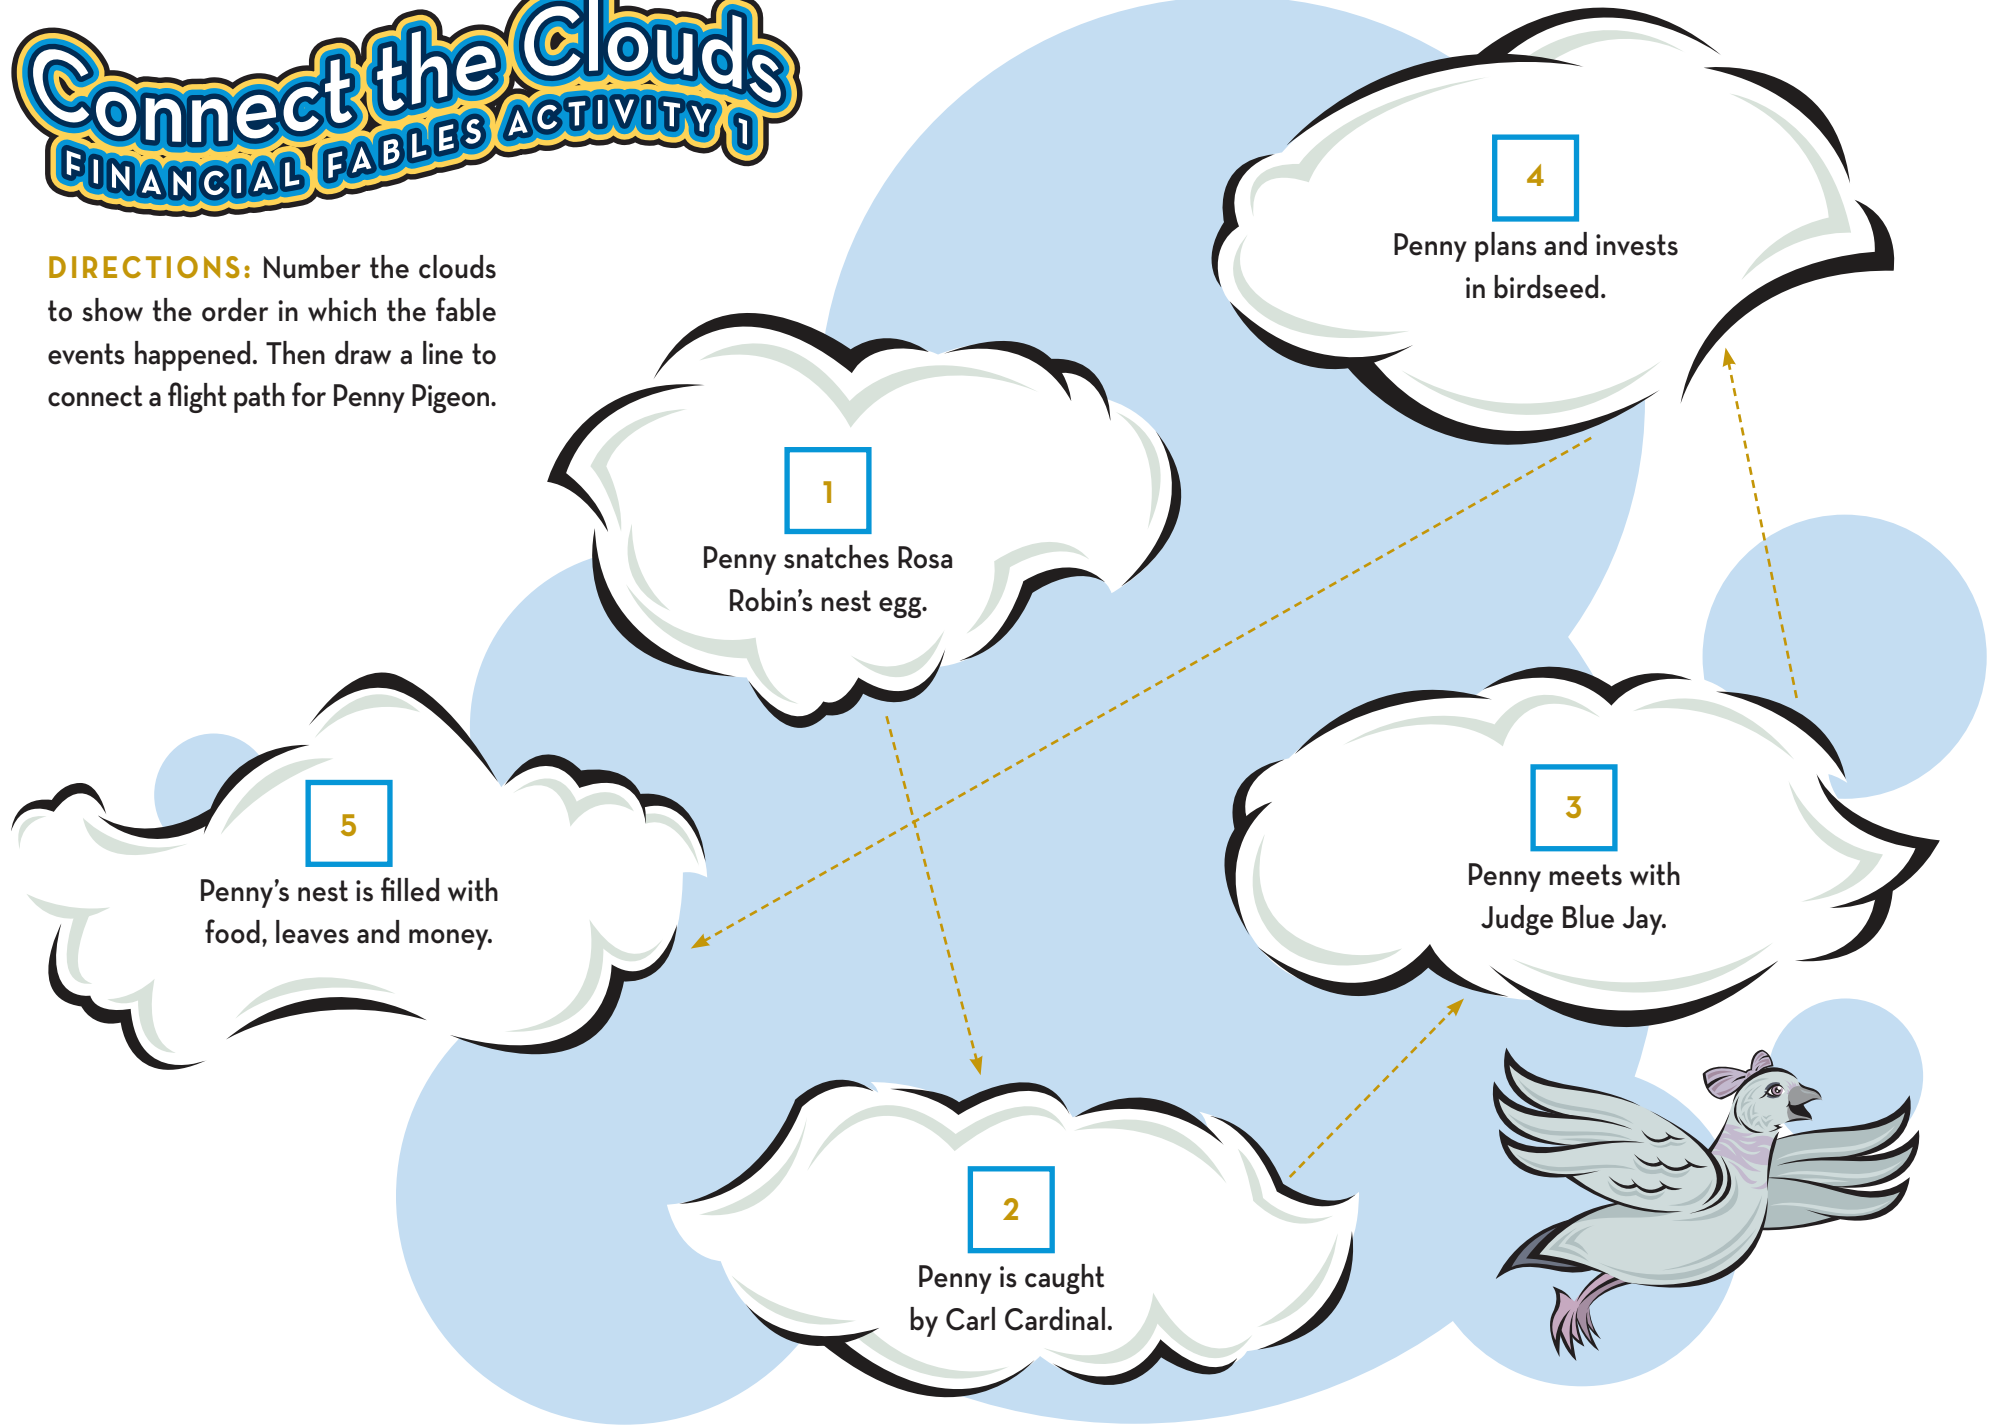 Connect the Clouds
FINANCIAL FABLES ACTIVITY 1
DIRECTIONS: Number the clouds
to show the order in which the fable
events happened. Then draw a line to
connect a flight path for Penny Pigeon.
4
Penny plans and invests
in birdseed.
1
Penny snatches Rosa
Robin's nest egg.
5
Penny's nest is filled with
food, leaves and money.
3
Penny meets with
Judge Blue Jay.
2
Penny is caught
by Carl Cardinal.